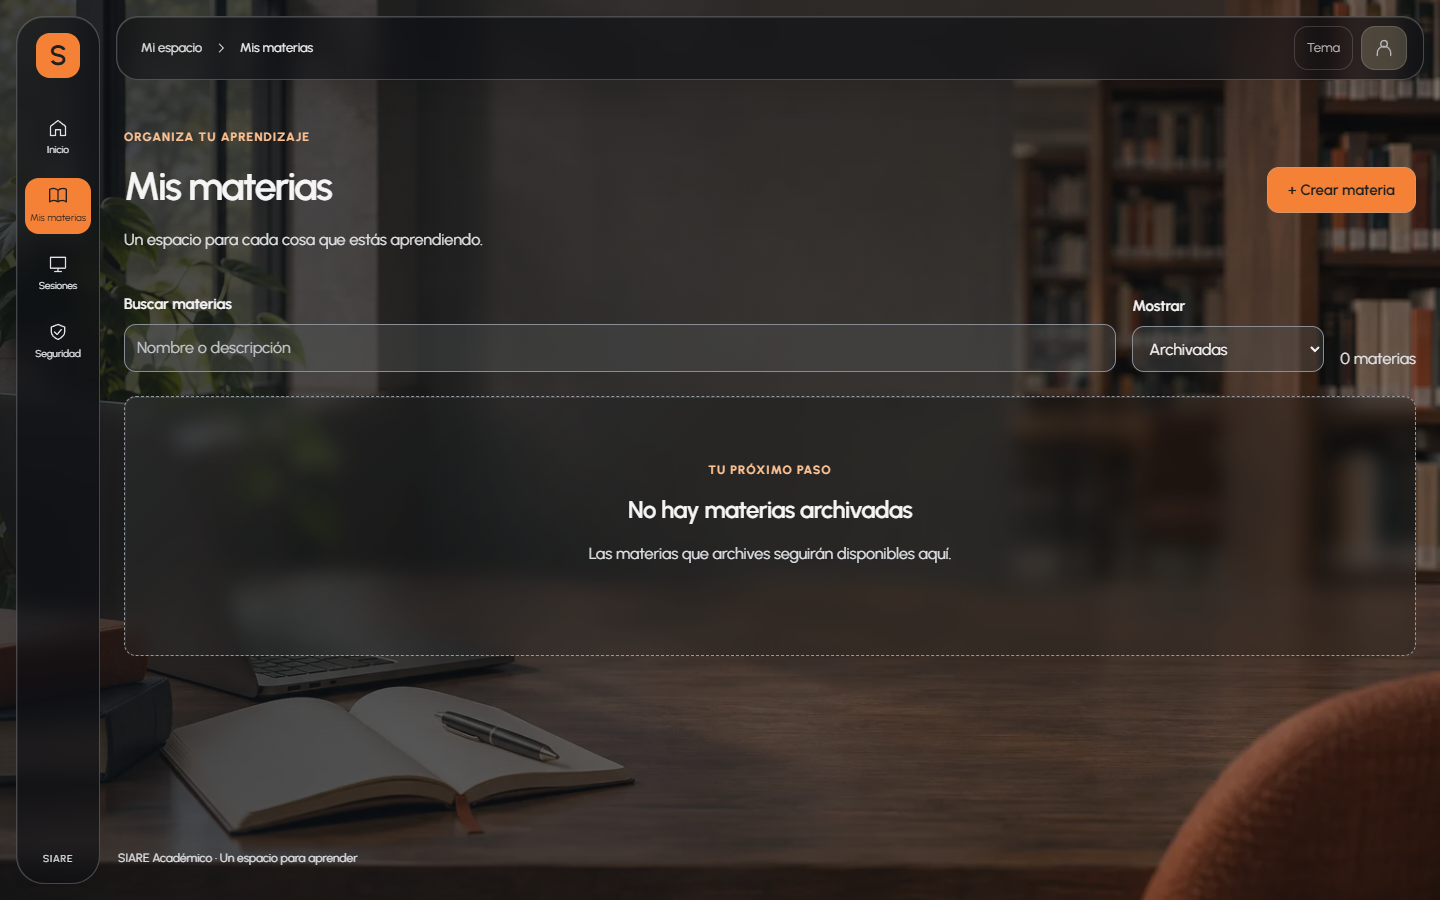 S
Mi espacio > Mis materias
Tema
Inicio
Mis materias
Sesiones
Seguridad
ORGANIZA TU APRENDIZAJE
Mis materias
+ Crear materia
Un espacio para cada cosa que estás aprendiendo.
Buscar materias
Nombre o descripción
Mostrar
Archivadas
0 materias
TU PRÓXIMO PASO
No hay materias archivadas
Las materias que archives seguirán disponibles aquí.
SIARE
SIARE Académico · Un espacio para aprender